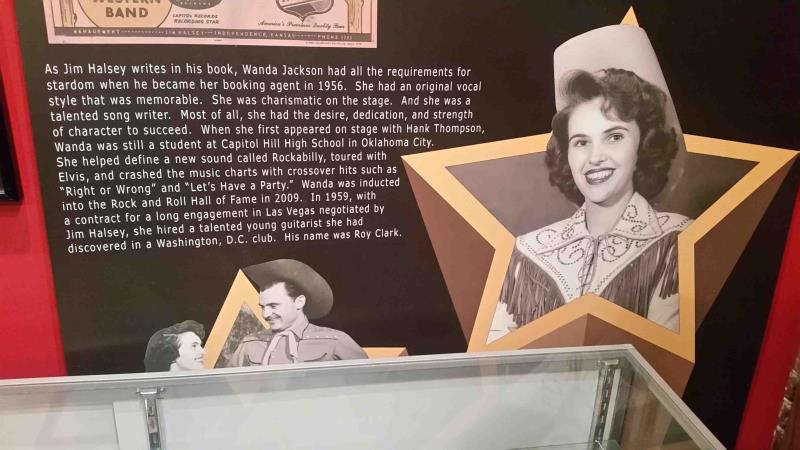 WESTERN
BAND
CAPITOL RECORDS
RECORDING STAR
America's Premium Quality Beer
MANAGEMENT JIM HALSEY INDEPENDENCE, KANSAS PHONE 1202
As Jim Halsey writes in his book, Wanda Jackson had all the requirements for
stardom when he became her booking agent in 1956.  She had an original vocal
style that was memorable.  She was charismatic on the stage.  And she was a
talented song writer.  Most of all, she had the desire, dedication, and strength
of character to succeed.  When she first appeared on stage with Hank Thompson,
Wanda was still a student at Capitol Hill High School in Oklahoma City.
She helped define a new sound called Rockabilly, toured with
Elvis, and crashed the music charts with crossover hits such as
“Right or Wrong” and “Let's Have a Party.”  Wanda was inducted
into the Rock and Roll Hall of Fame in 2009.  In 1959, with
a contract for a long engagement in Las Vegas negotiated by
Jim Halsey, she hired a talented young guitarist she had
discovered in a Washington, D.C. club.  His name was Roy Clark.